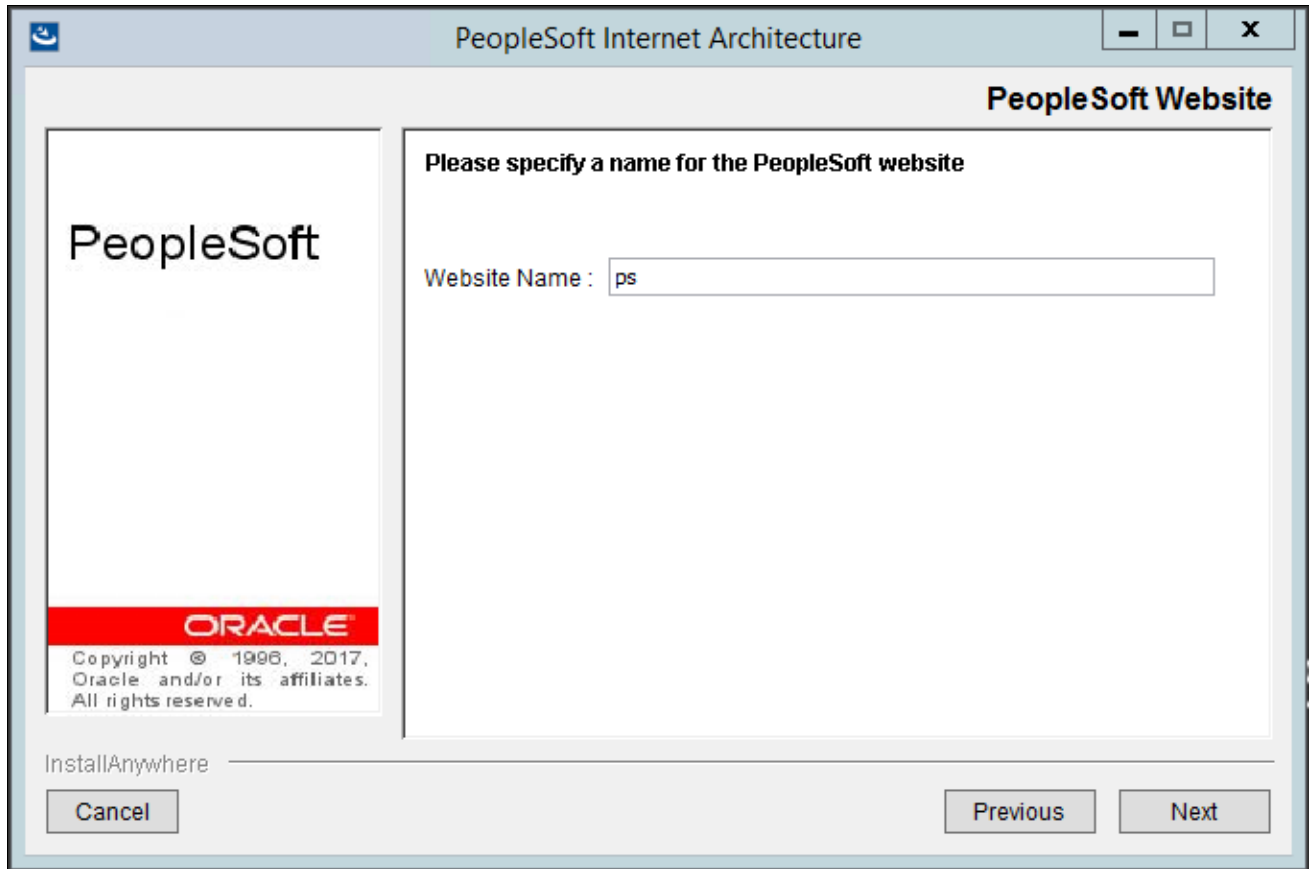 PeopleSoft Internet Architecture
PeopleSoft Website
PeopleSoft
Please specify a name for the PeopleSoft website
Website Name : ps
ORACLE
Copyright © 1996, 2017,
Oracle and/or its affiliates.
All rights reserved.
InstallAnywhere
Cancel
Previous
Next